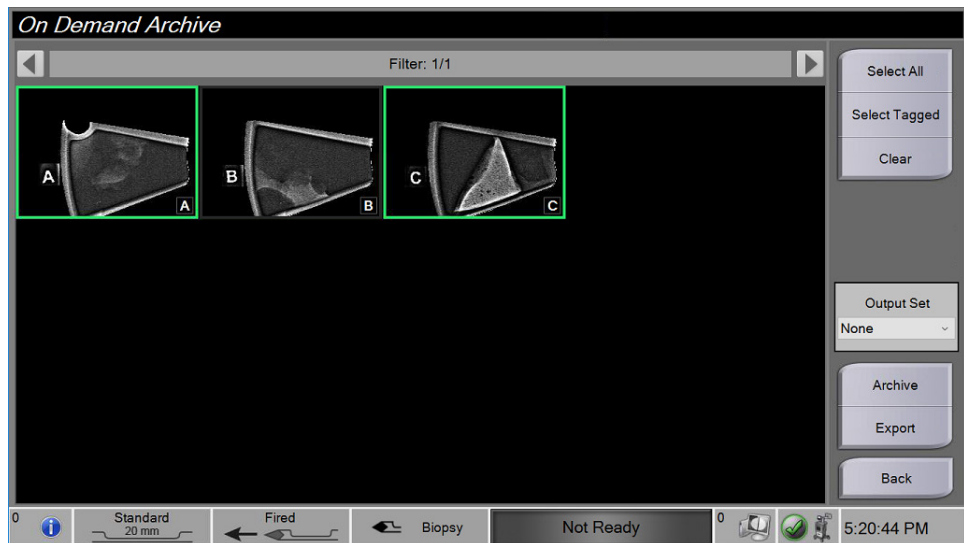 On Demand Archive
Filter: 1/1
A
A
B
B
C
C
Select All
Select Tagged
Clear
Output Set
None
Archive
Export
Back
0
i
Standard
20 mm
Fired
Biopsy
Not Ready
0
5:20:44 PM